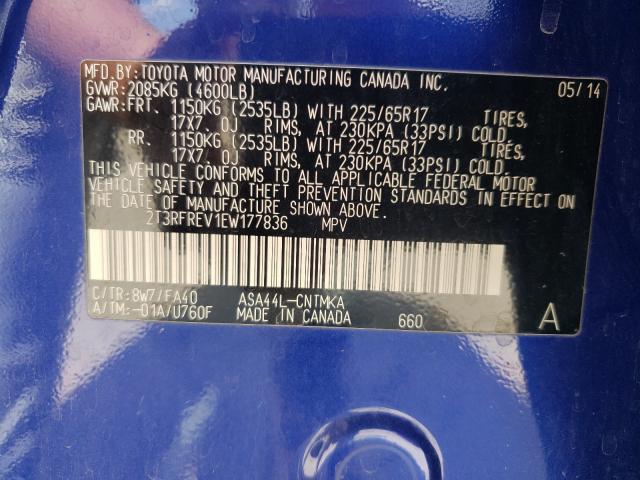 MFD.BY:TOYOTA MOTOR MANUFACTURING CANADA INC.
GVWR:2085KG (4600LB) 05/14
GAWR:FRT. 1150KG (2535LB) WITH 225/65R17 TIRES,
17X7. 0J RIMS, AT 230KPA (33PSI) COLD.
RR. 1150KG (2535LB) WITH 225/65R17 TIRES,
17X7. 0J RIMS, AT 230KPA (33PSI) COLD.
THIS VEHICLE CONFORMS TO ALL APPLICABLE FEDERAL MOTOR
VEHICLE SAFETY AND THEFT PREVENTION STANDARDS IN EFFECT ON
THE DATE OF MANUFACTURE SHOWN ABOVE.
2T3RFREV1EW177836 MPV
C/TR:8W7/FA40 ASA44L-CNTMKA
A/TM:-01A/U760F MADE IN CANADA 660 A